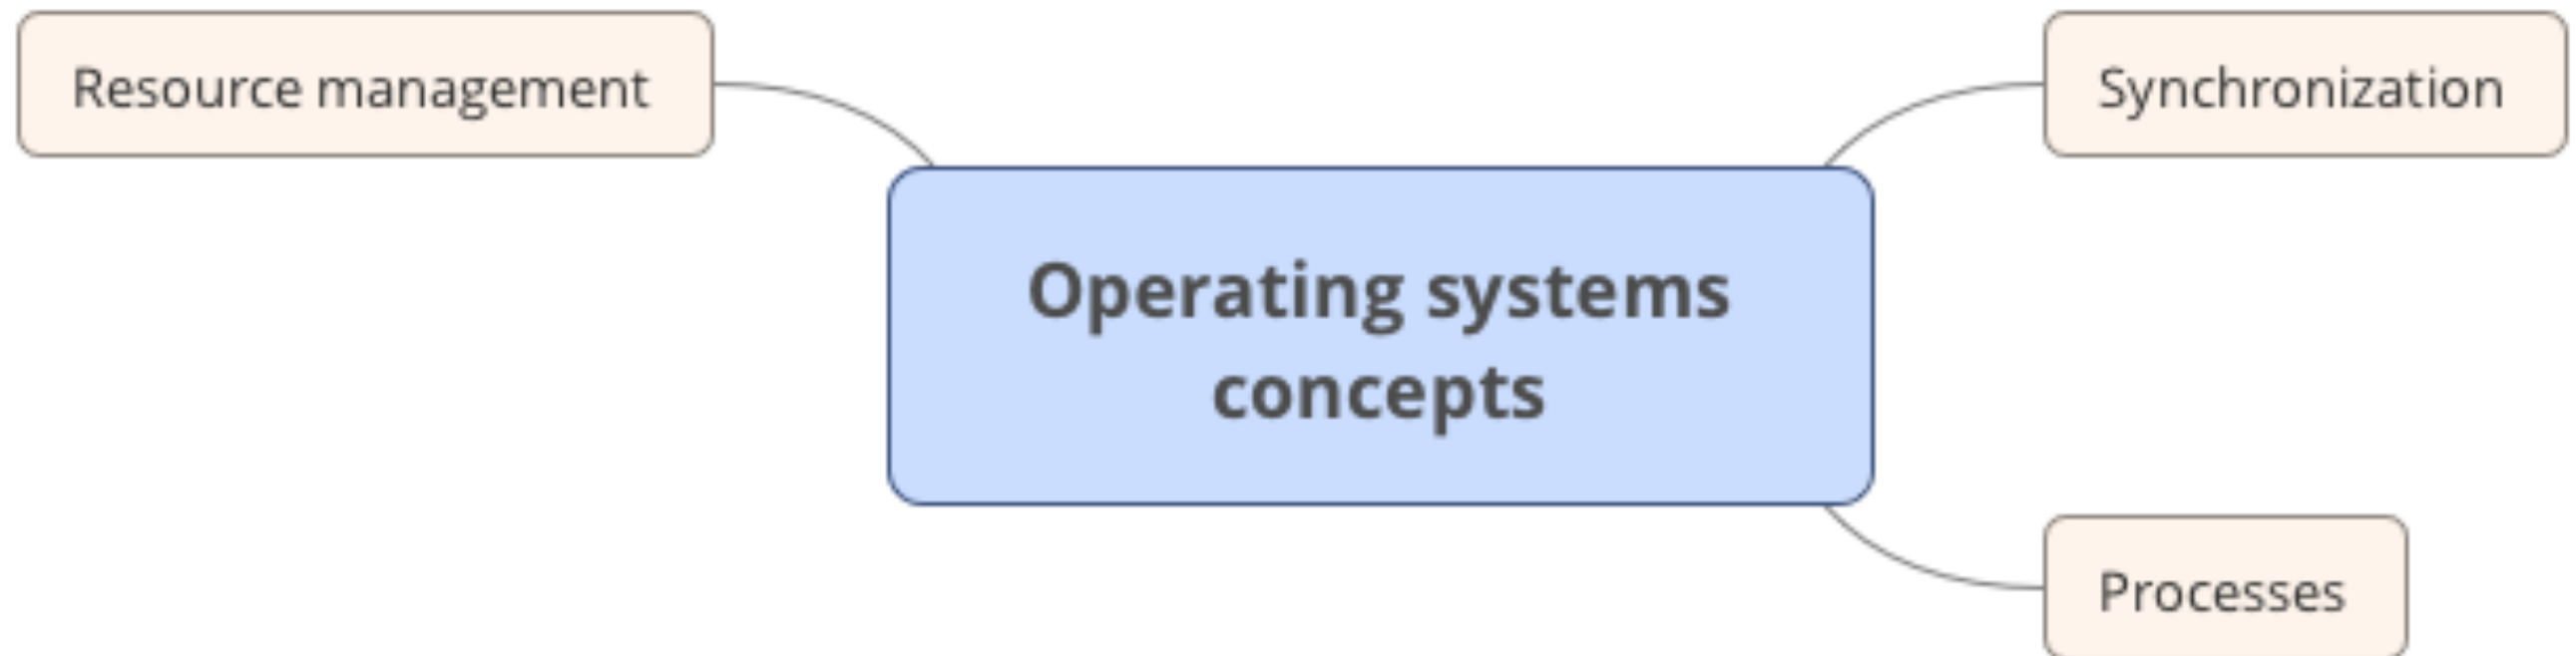 Resource management
Synchronization
Operating systems
concepts
Processes